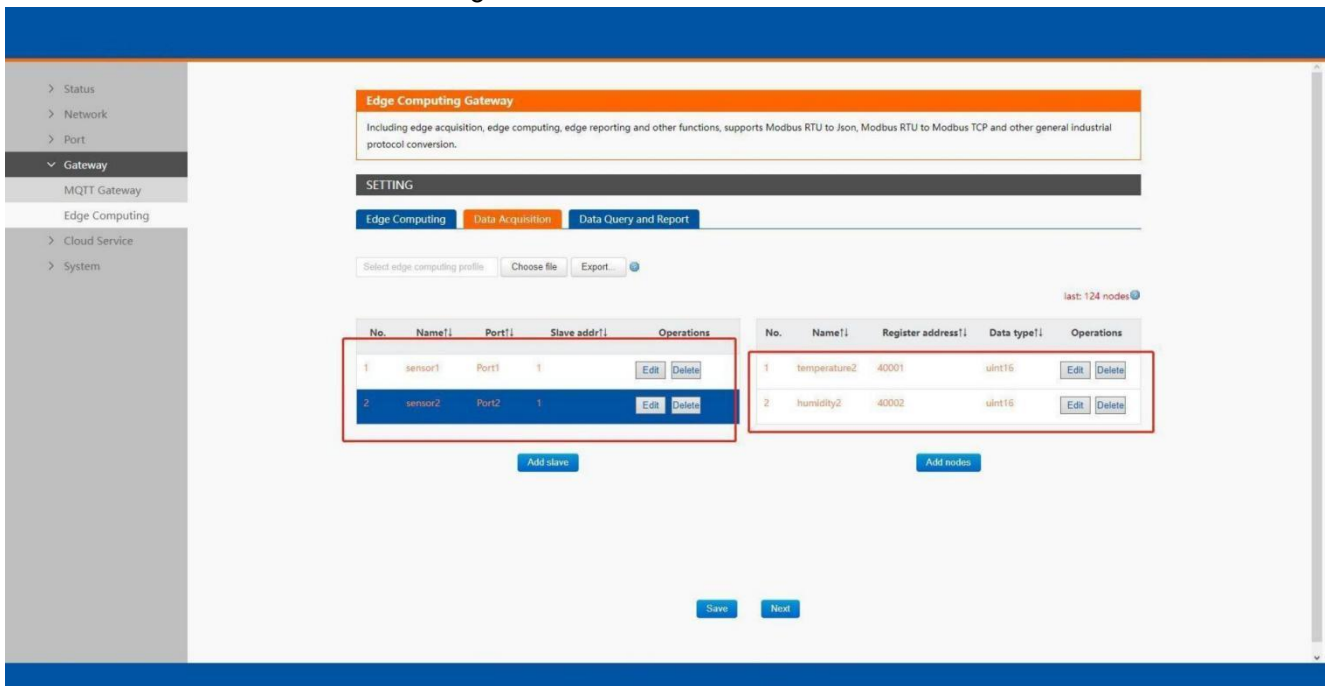 Status
Network
Port
Gateway
MQTT Gateway
Edge Computing
Cloud Service
System
Edge Computing Gateway
Including edge acquisition, edge computing, edge reporting and other functions, supports Modbus RTU to Json, Modbus RTU to Modbus TCP and other general industrial
protocol conversion.
SETTING
Edge Computing Data Acquisition Data Query and Report
Select edge computing profile Choose file Export...
last: 124 nodes
No. Name↑↓ Port↑↓ Slave addr↑↓ Operations
1 sensor1 Port1 1 Edit Delete
2 sensor2 Port2 1 Edit Delete
Add slave
No. Name↑↓ Register address↑↓ Data type↑↓ Operations
1 temperature2 40001 uint16 Edit Delete
2 humidity2 40002 uint16 Edit Delete
Add nodes
Save Next